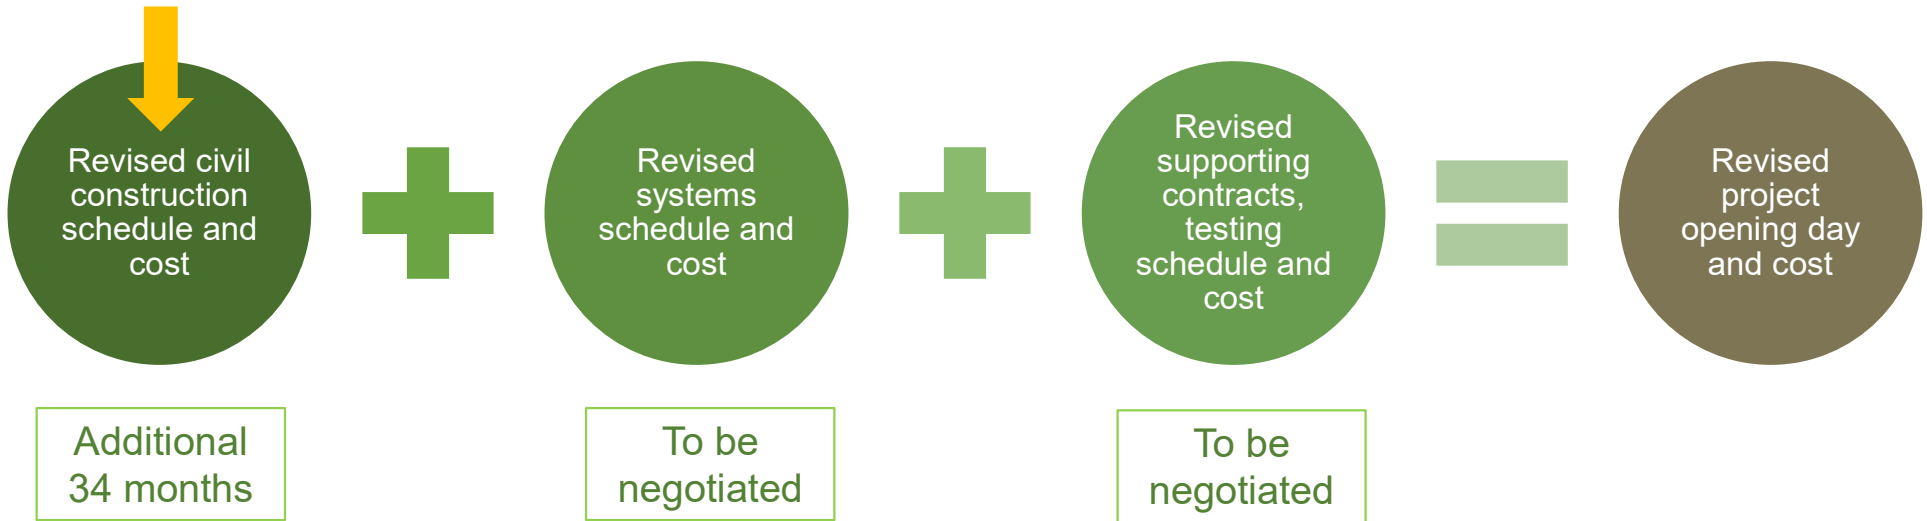 Revised civil
construction
schedule and
cost
Revised
systems
schedule and
cost
Revised
supporting
contracts,
testing
schedule and
cost
Revised
project
opening day
and cost
Additional
34 months
To be
negotiated
To be
negotiated